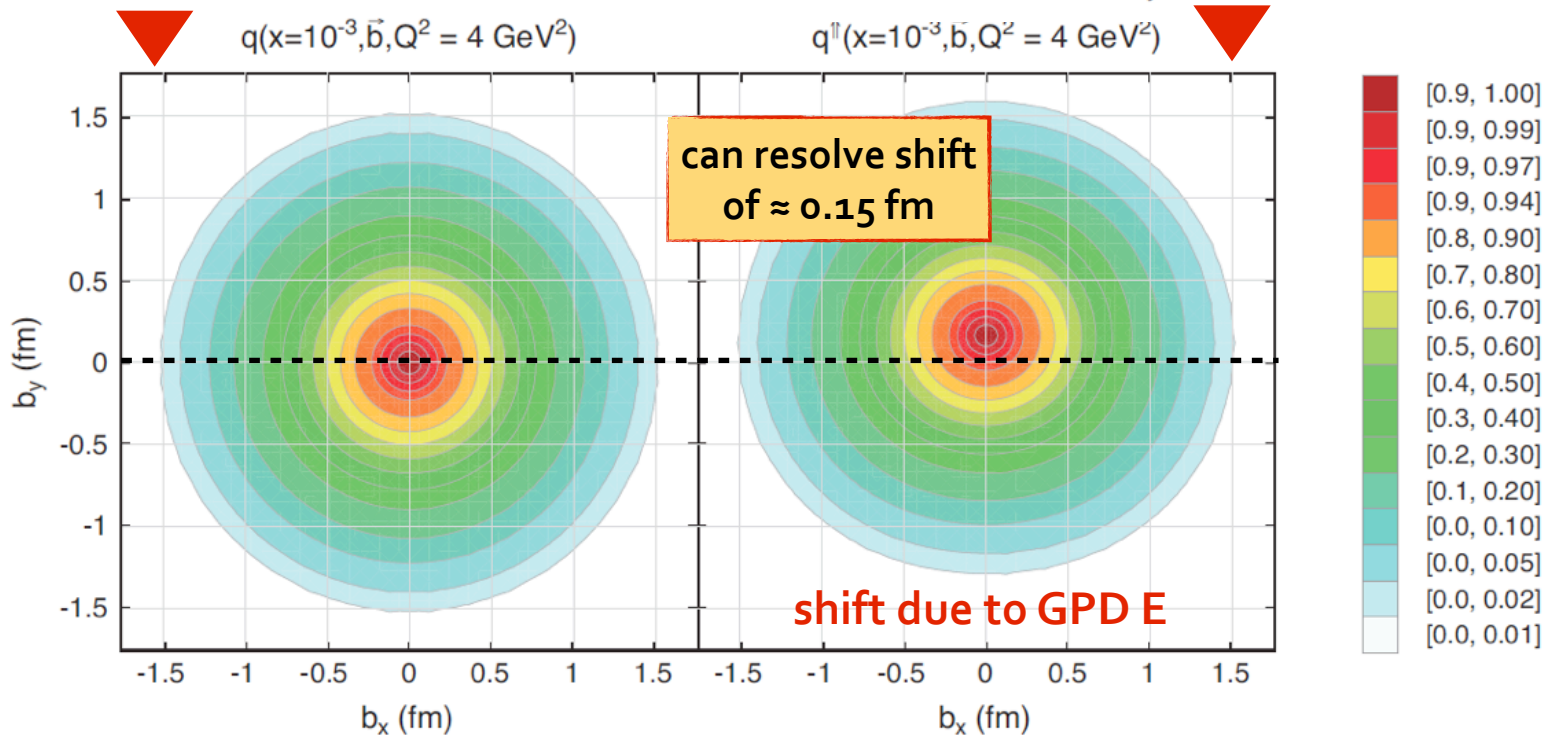 q(x=10⁻³,b⃗,Q² = 4 GeV²)
q⇑(x=10⁻³,b⃗,Q² = 4 GeV²)
can resolve shift
of ≈ 0.15 fm
shift due to GPD E
b_y (fm)
1.5
1
0.5
0
-0.5
-1
-1.5
-1.5 -1 -0.5 0 0.5 1 1.5
-1.5 -1 -0.5 0 0.5 1 1.5
b_x (fm)
b_x (fm)
[0.9, 1.00]
[0.9, 0.99]
[0.9, 0.97]
[0.9, 0.94]
[0.8, 0.90]
[0.7, 0.80]
[0.6, 0.70]
[0.5, 0.60]
[0.4, 0.50]
[0.3, 0.40]
[0.2, 0.30]
[0.1, 0.20]
[0.0, 0.10]
[0.0, 0.05]
[0.0, 0.02]
[0.0, 0.01]